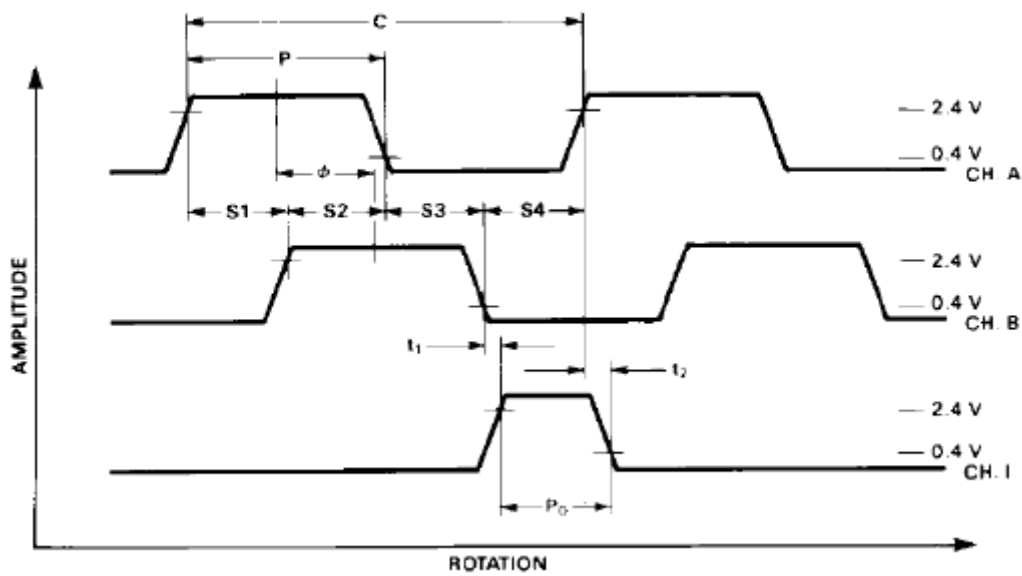 C
P
2.4 V
0.4 V
CH. A
ϕ
S1 S2 S3 S4
2.4 V
0.4 V
CH. B
t1
t2
2.4 V
0.4 V
CH. I
P0
AMPLITUDE
ROTATION